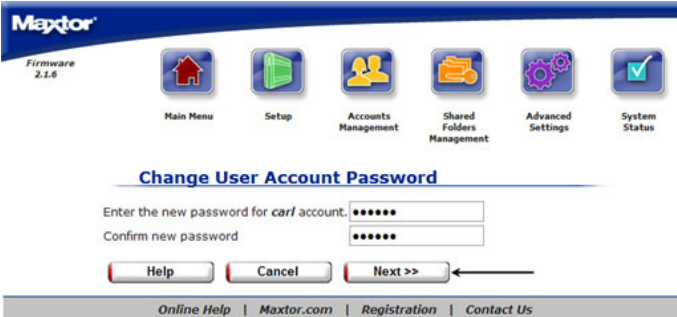 Maxtor
Firmware
2.1.6
Main Menu
Setup
Accounts
Management
Shared
Folders
Management
Advanced
Settings
System
Status
Change User Account Password
Enter the new password for carl account. ••••••
Confirm new password ••••••
Help Cancel Next >>
Online Help | Maxtor.com | Registration | Contact Us